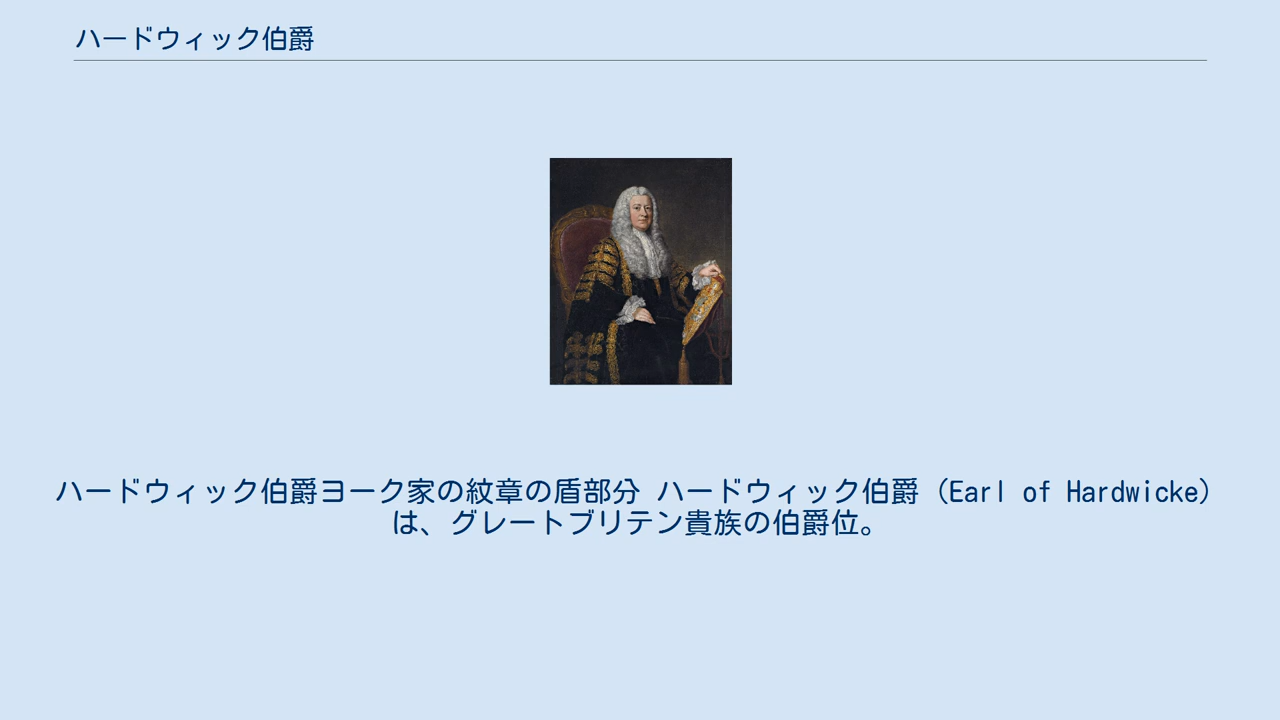 ハードウィック伯爵
ハードウィック伯爵ヨーク家の紋章の盾部分 ハードウィック伯爵（Earl of Hardwicke）
は、グレートブリテン貴族の伯爵位。